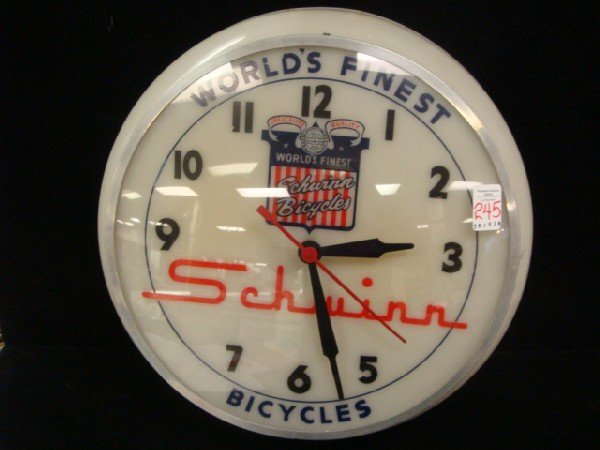 WORLD'S FINEST
12
11
1
10
2
9
3
7
5
6
WORLD'S FINEST
Schwinn
Bicycles
245
Schwinn
BICYCLES